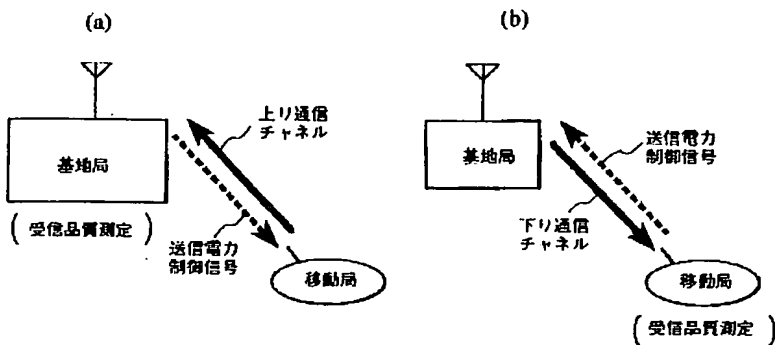 (a)
上り通信
チャネル
基地局
(受信品質測定)
送信電力
制御信号
移動局
(b)
送信電力
制御信号
基地局
下り通信
チャネル
移動局
(受信品質測定)